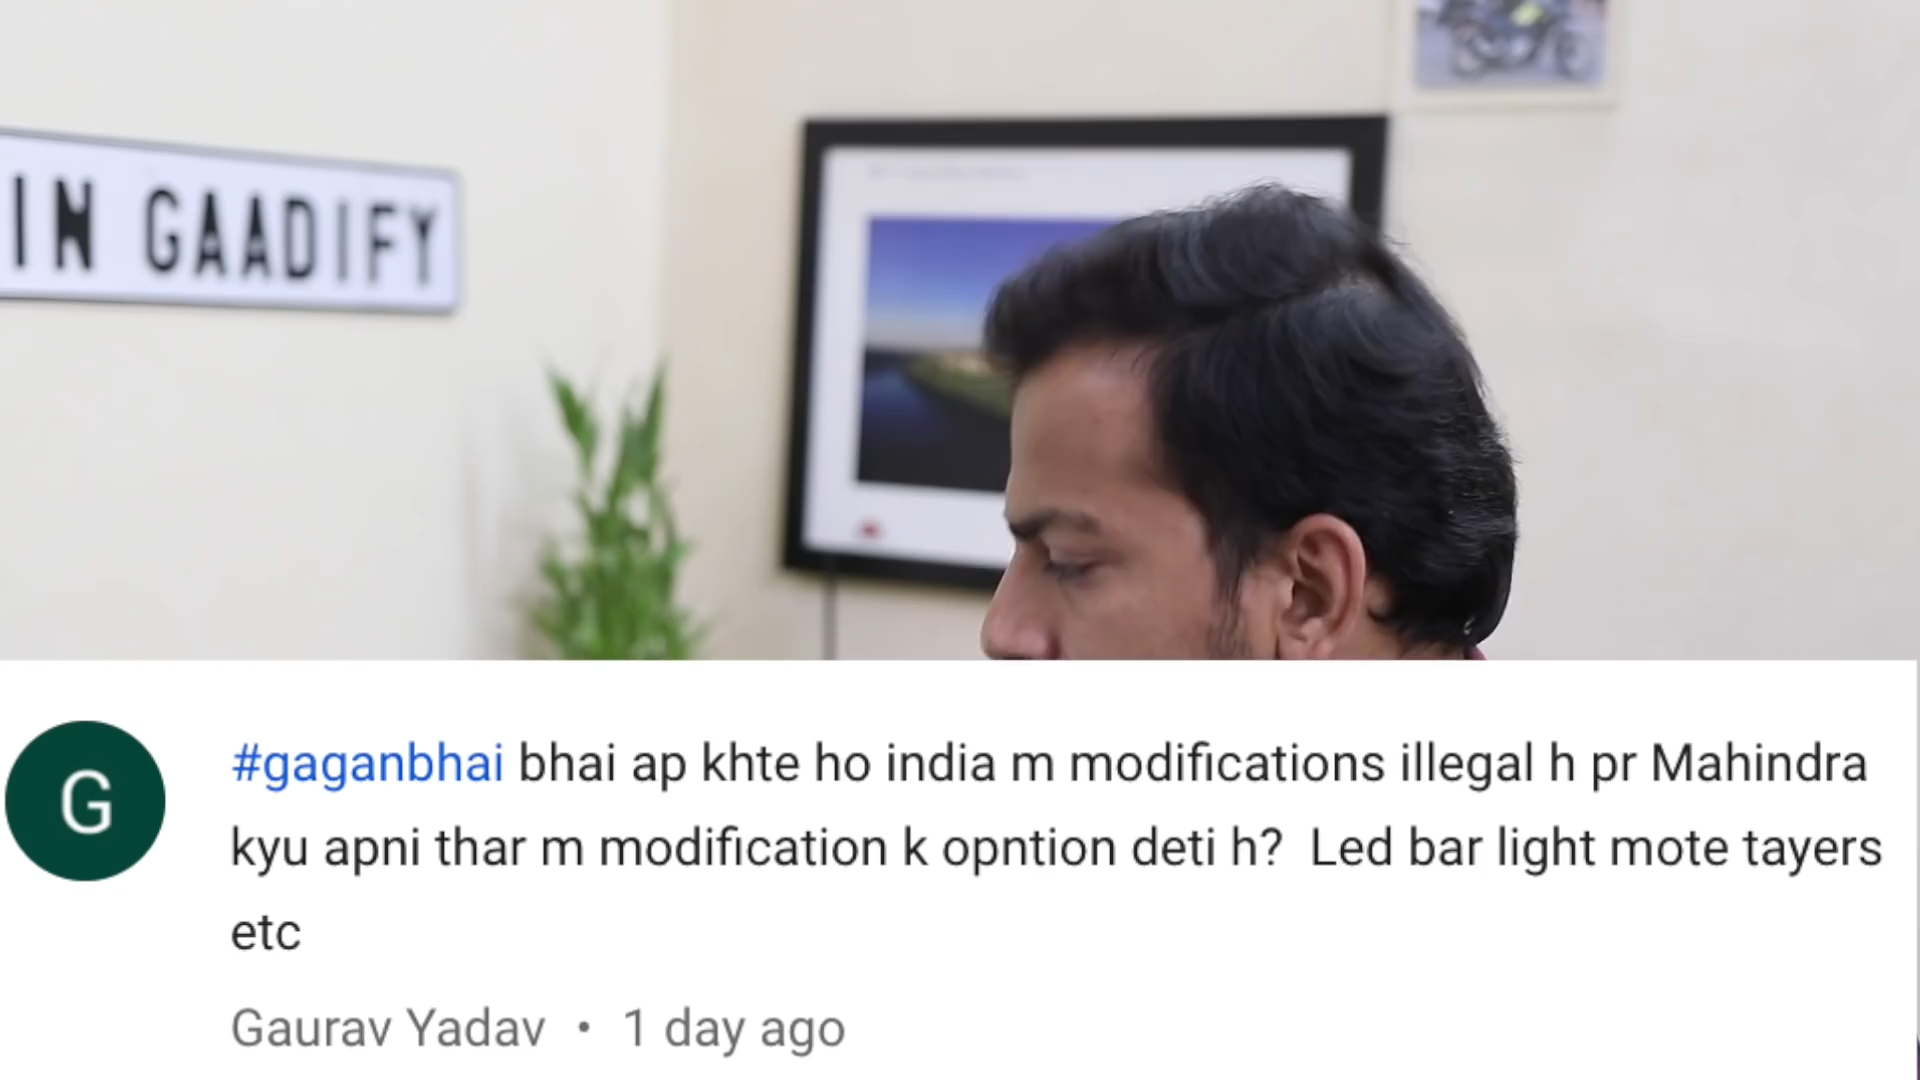 IN GAADIFY
G
#gaganbhai bhai ap khte ho india m modifications illegal h pr Mahindra
kyu apni thar m modification k opntion deti h?  Led bar light mote tayers
etc
Gaurav Yadav • 1 day ago